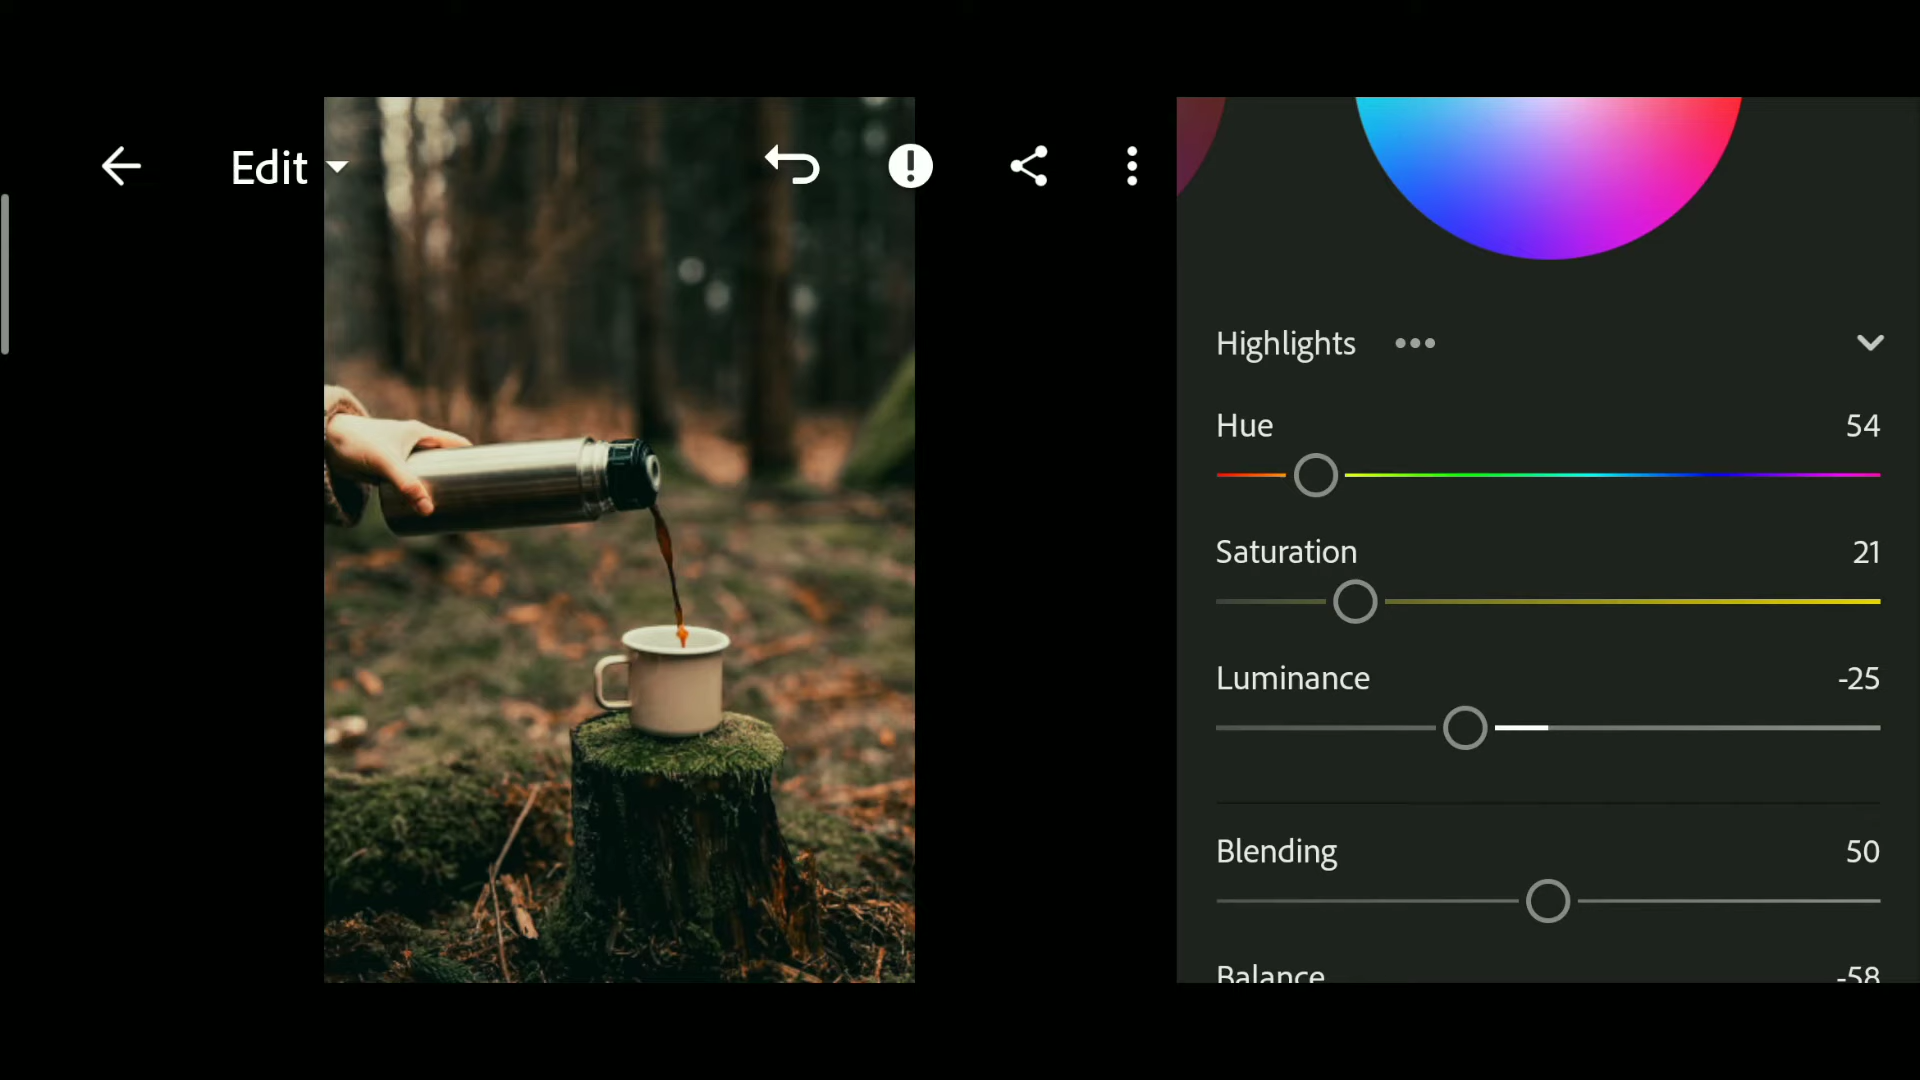 Edit
Highlights
Hue 54
Saturation 21
Luminance -25
Blending 50
Balance -58